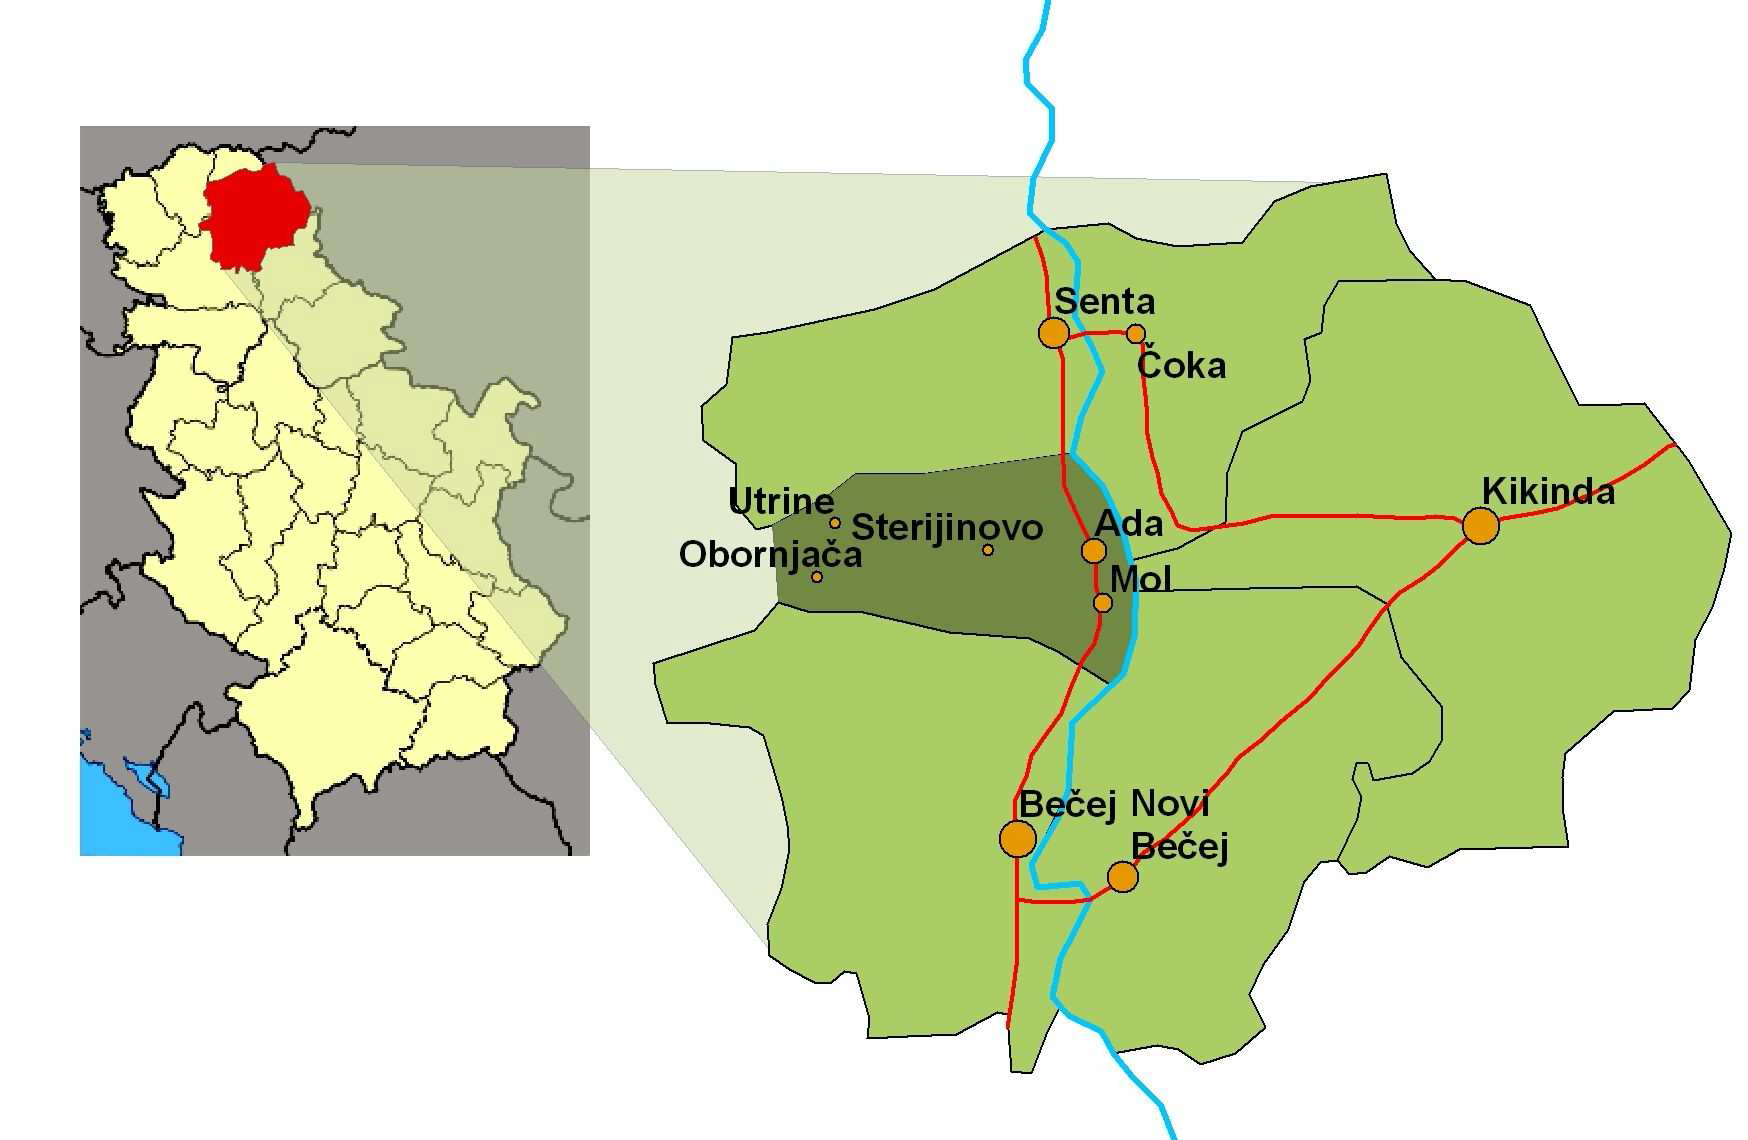 Senta
Čoka
Kikinda
Utrine
Sterijinovo
Ada
Obornjača
Mol
Bečej
Novi
Bečej